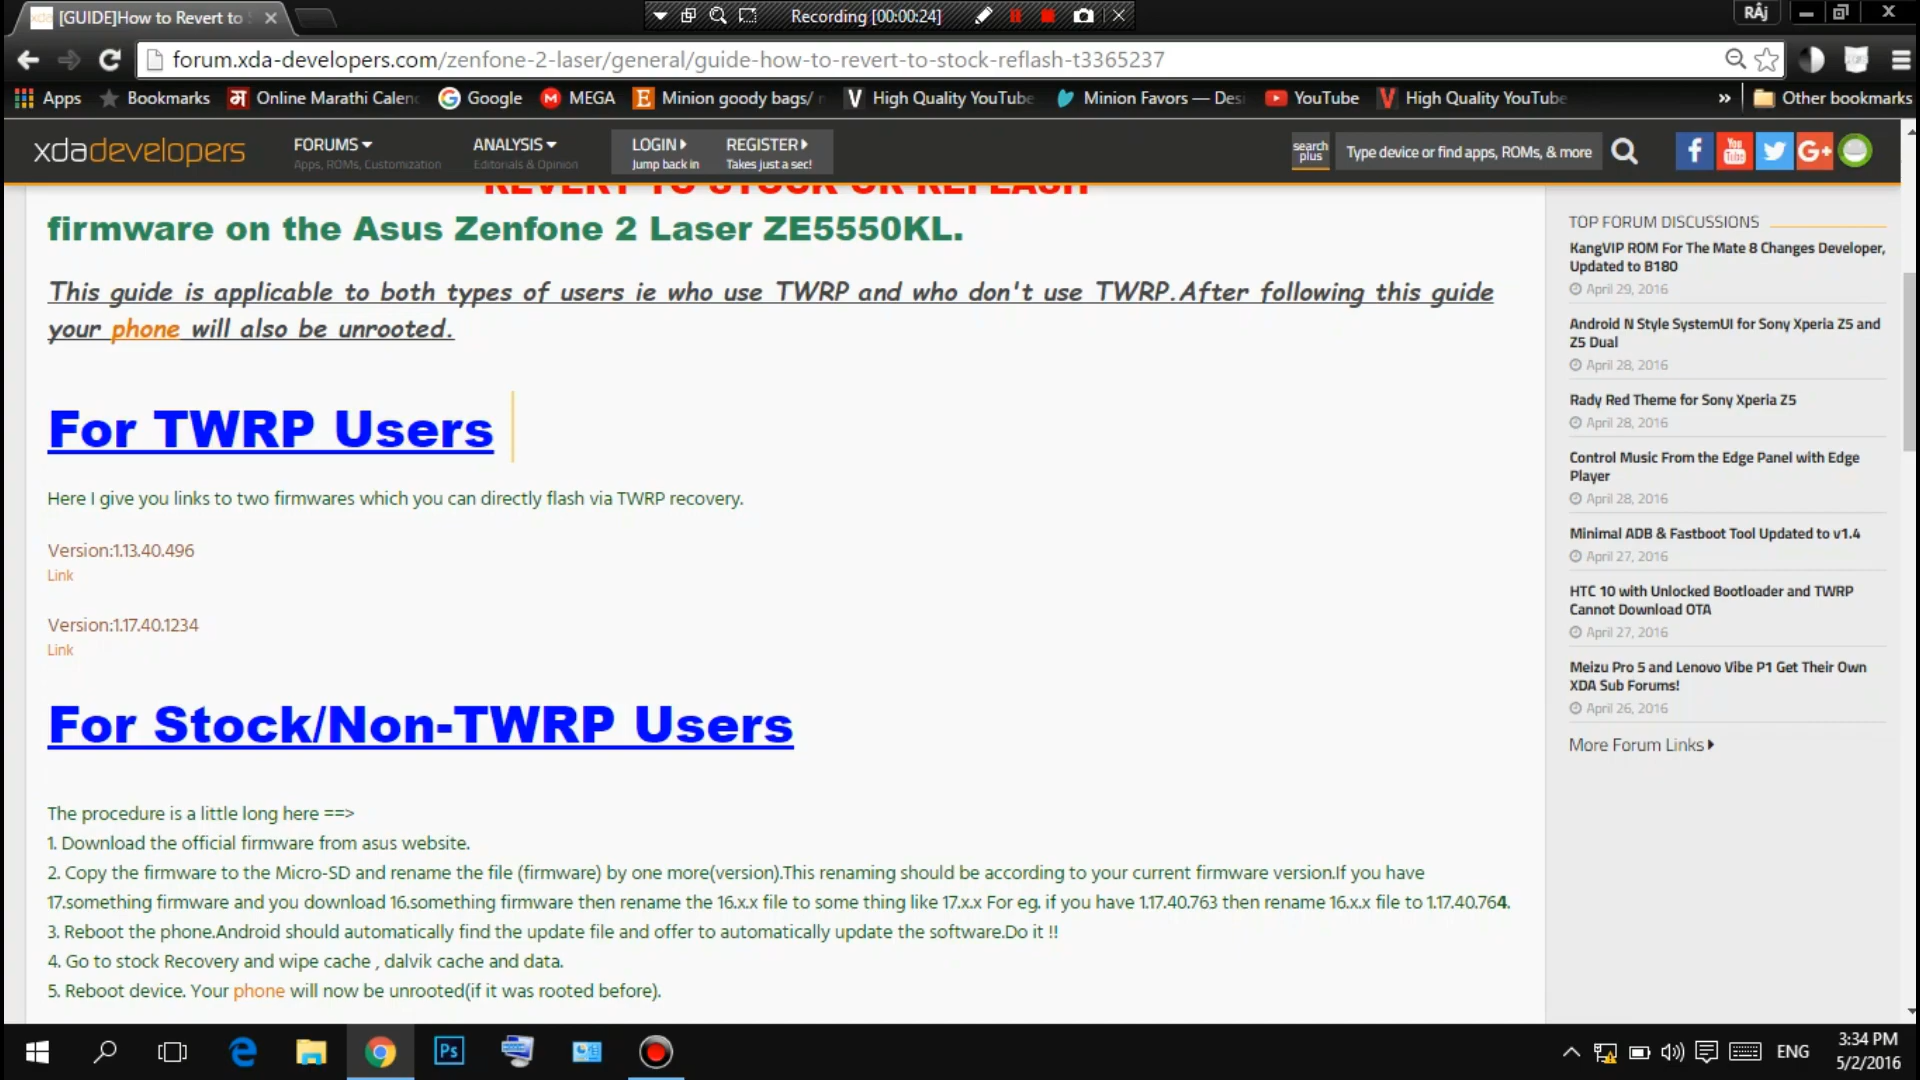 [GUIDE]How to Revert to
Recording [00:00:24]
RÂj
forum.xda-developers.com/zenfone-2-laser/general/guide-how-to-revert-to-stock-reflash-t3365237
Apps
Bookmarks
Online Marathi Calen
Google
MEGA
Minion goody bags/
High Quality YouTube
Minion Favors — Desi
YouTube
High Quality YouTube
»
Other bookmarks
xdadevelopers
FORUMS
Apps, ROMs, Customization
ANALYSIS
Editorials & Opinion
LOGIN
Jump back in
REGISTER
Takes just a sec!
search plus
Type device or find apps, ROMs, & more
REVERT TO STOCK OR REFLASH
firmware on the Asus Zenfone 2 Laser ZE5550KL.
This guide is applicable to both types of users ie who use TWRP and who don't use TWRP.After following this guide
your phone will also be unrooted.
For TWRP Users
Here I give you links to two firmwares which you can directly flash via TWRP recovery.
Version:1.13.40.496
Link
Version:1.17.40.1234
Link
For Stock/Non-TWRP Users
The procedure is a little long here ==>
1. Download the official firmware from asus website.
2. Copy the firmware to the Micro-SD and rename the file (firmware) by one more(version).This renaming should be according to your current firmware version.If you have
17.something firmware and you download 16.something firmware then rename the 16.x.x file to some thing like 17.x.x For eg. if you have 1.17.40.763 then rename 16.x.x file to 1.17.40.764.
3. Reboot the phone.Android should automatically find the update file and offer to automatically update the software.Do it !!
4. Go to stock Recovery and wipe cache , dalvik cache and data.
5. Reboot device. Your phone will now be unrooted(if it was rooted before).
TOP FORUM DISCUSSIONS
KangVIP ROM For The Mate 8 Changes Developer,
Updated to B180
April 29, 2016
Android N Style SystemUI for Sony Xperia Z5 and
Z5 Dual
April 28, 2016
Rady Red Theme for Sony Xperia Z5
April 28, 2016
Control Music From the Edge Panel with Edge
Player
April 28, 2016
Minimal ADB & Fastboot Tool Updated to v1.4
April 27, 2016
HTC 10 with Unlocked Bootloader and TWRP
Cannot Download OTA
April 27, 2016
Meizu Pro 5 and Lenovo Vibe P1 Get Their Own
XDA Sub Forums!
April 26, 2016
More Forum Links
Ps
ENG
3:34 PM
5/2/2016